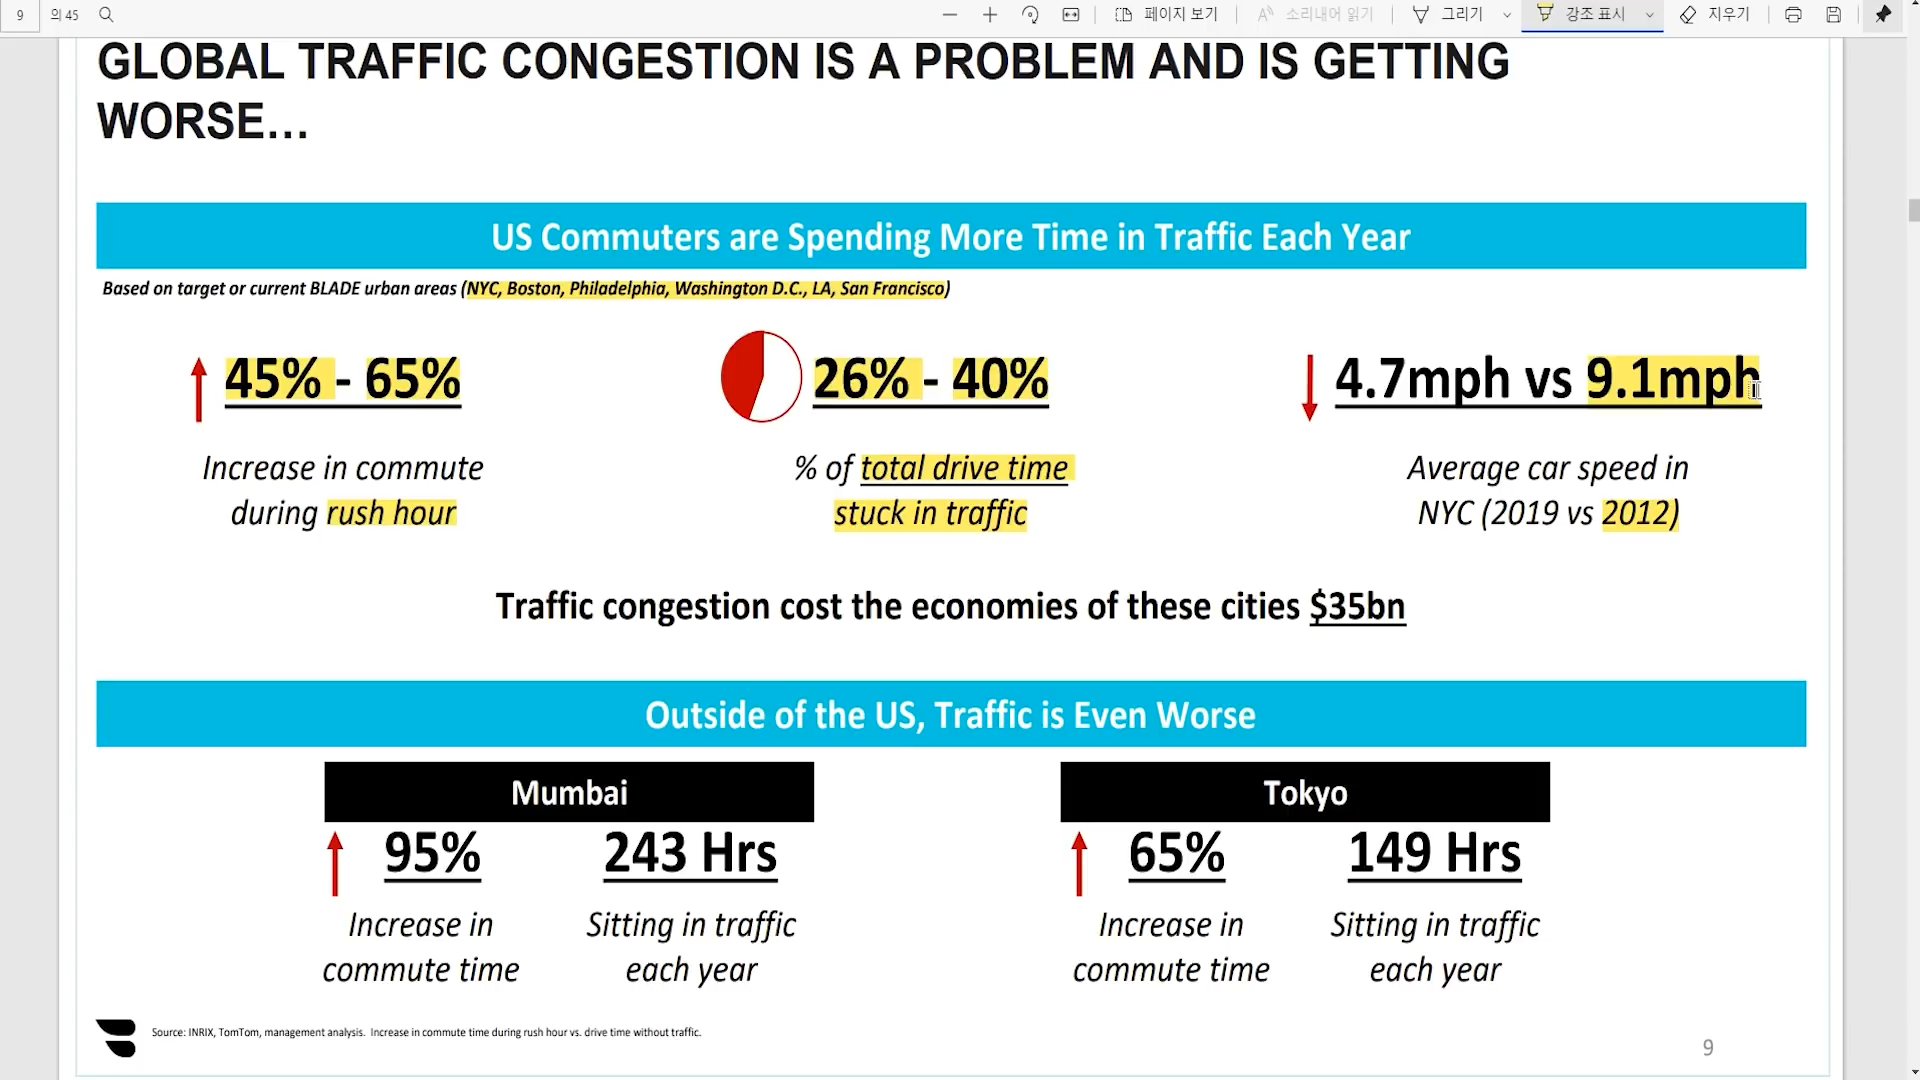 9 의 45 페이지 보기 소리내어 읽기 그리기 강조 표시 지우기
GLOBAL TRAFFIC CONGESTION IS A PROBLEM AND IS GETTING
WORSE...
US Commuters are Spending More Time in Traffic Each Year
Based on target or current BLADE urban areas (NYC, Boston, Philadelphia, Washington D.C., LA, San Francisco)
45% - 65%
Increase in commute
during rush hour
26% - 40%
% of total drive time
stuck in traffic
4.7mph vs 9.1mph
Average car speed in
NYC (2019 vs 2012)
Traffic congestion cost the economies of these cities $35bn
Outside of the US, Traffic is Even Worse
Mumbai
95%
Increase in
commute time
243 Hrs
Sitting in traffic
each year
Tokyo
65%
Increase in
commute time
149 Hrs
Sitting in traffic
each year
Source: INRIX, TomTom, management analysis. Increase in commute time during rush hour vs. drive time without traffic.
9